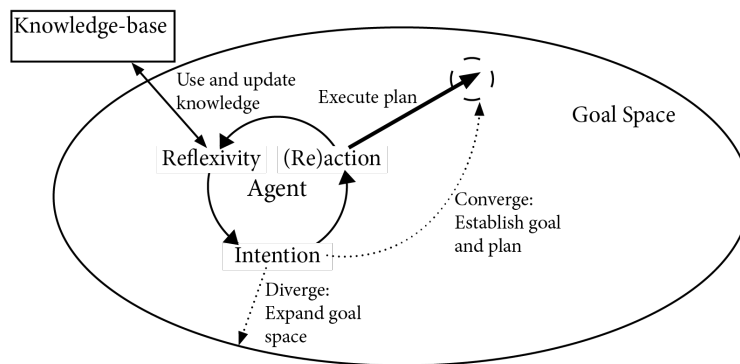 Knowledge-base
Use and update
knowledge
Execute plan
Goal Space
Reflexivity
(Re)action
Agent
Converge:
Establish goal
and plan
Intention
Diverge:
Expand goal
space